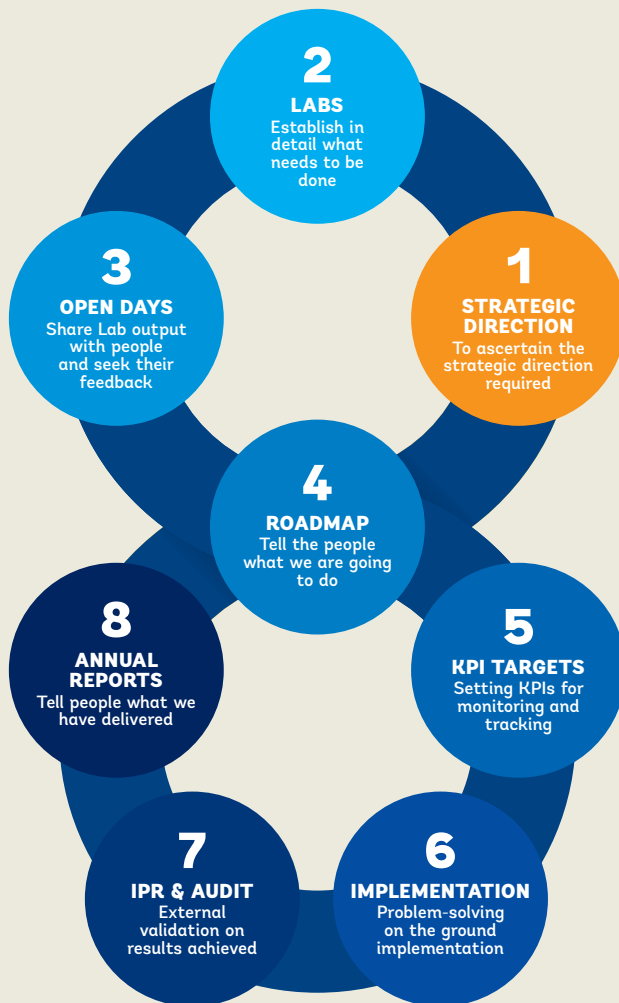 2
LABS
Establish in
detail what
needs to be
done
1
STRATEGIC
DIRECTION
To ascertain the
strategic direction
required
3
OPEN DAYS
Share Lab output
with people
and seek their
feedback
4
ROADMAP
Tell the people
what we are going
to do
5
KPI TARGETS
Setting KPIs for
monitoring and
tracking
8
ANNUAL
REPORTS
Tell people what we
have delivered
7
IPR & AUDIT
External
validation on
results achieved
6
IMPLEMENTATION
Problem-solving
on the ground
implementation